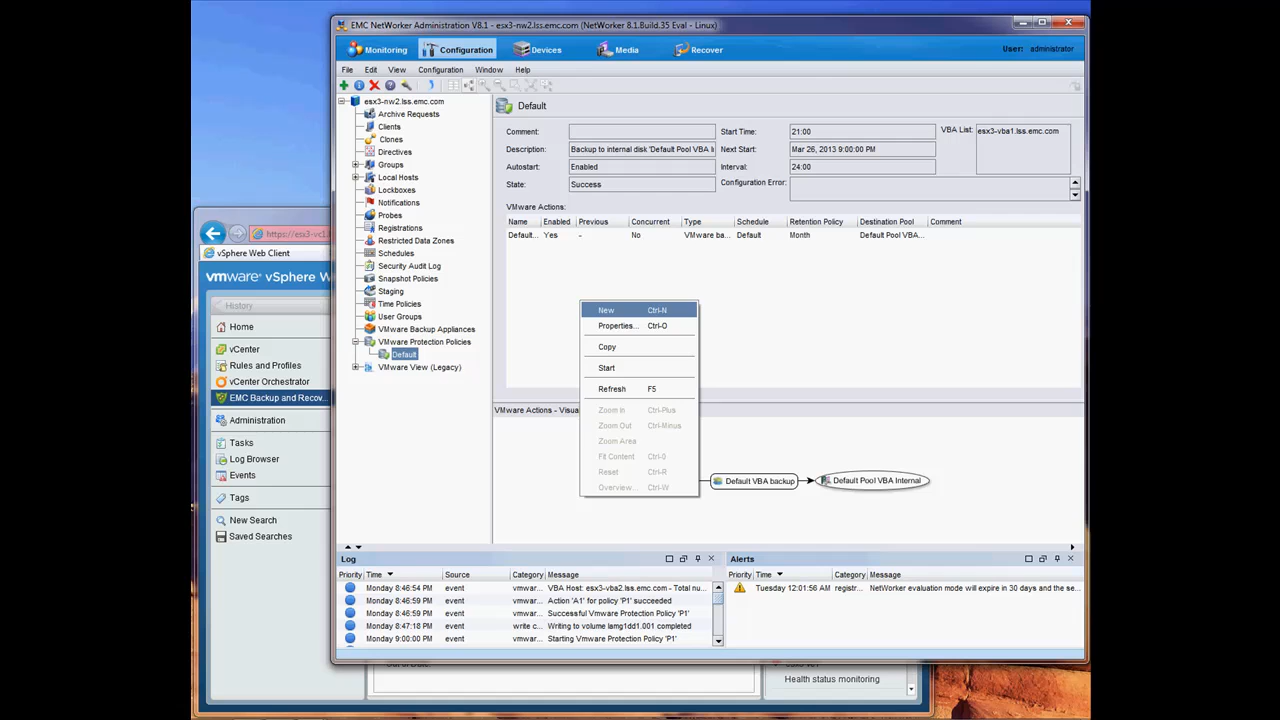 EMC NetWorker Administration V8.1 - esx3-nw2.lss.emc.com (NetWorker 8.1.Build.35 Eval - Linux)
Monitoring
Configuration
Devices
Media
Recover
User: administrator
File Edit View Configuration Window Help
esx3-nw2.lss.emc.com
Archive Requests
Clients
Clones
Directives
Groups
Local Hosts
Lockboxes
Notifications
Probes
Registrations
Restricted Data Zones
Schedules
Security Audit Log
Snapshot Policies
Staging
Time Policies
User Groups
VMware Backup Appliances
VMware Protection Policies
Default
VMware View (Legacy)
Default
Comment:
Start Time: 21:00
VBA List: esx3-vba1.lss.emc.com
Description: Backup to internal disk 'Default Pool VBA I
Next Start: Mar 26, 2013 9:00:00 PM
Autostart: Enabled
Interval: 24:00
State: Success
Configuration Error:
VMware Actions:
Name Enabled Previous Concurrent Type Schedule Retention Policy Destination Pool Comment
Default... Yes - No VMware ba... Default Month Default Pool VBA...
New Ctrl-N
Properties... Ctrl-O
Copy
Start
Refresh F5
Zoom in Ctrl-Plus
Zoom Out Ctrl-Minus
Zoom Area
Fit Content Ctrl-0
Reset Ctrl-R
Overview... Ctrl-W
VMware Actions - Visua
Default VBA backup
Default Pool VBA Internal
Log
Priority Time Source Category Message
Monday 8:46:54 PM event vmwar... VBA Host: esx3-vba2.lss.emc.com - Total nu...
Monday 8:46:54 PM event vmwar... Action 'A1' for policy 'P1' succeeded
Monday 8:46:54 PM event vmwar... Successful Vmware Protection Policy 'P1'
Monday 8:47:18 PM event write c... Writing to volume lamg1dd1.001 completed
Monday 9:00:00 PM event vmwar... Starting Vmware Protection Policy 'P1'
Alerts
Priority Time Category Message
Tuesday 12:01:56 AM registr... NetWorker evaluation mode will expire in 30 days and the se...
https://esx3-vc1.l
vSphere Web Client
vmware® vSphere W
History
Home
vCenter
Rules and Profiles
vCenter Orchestrator
EMC Backup and Recov...
Administration
Tasks
Log Browser
Events
Tags
New Search
Saved Searches
Health status monitoring